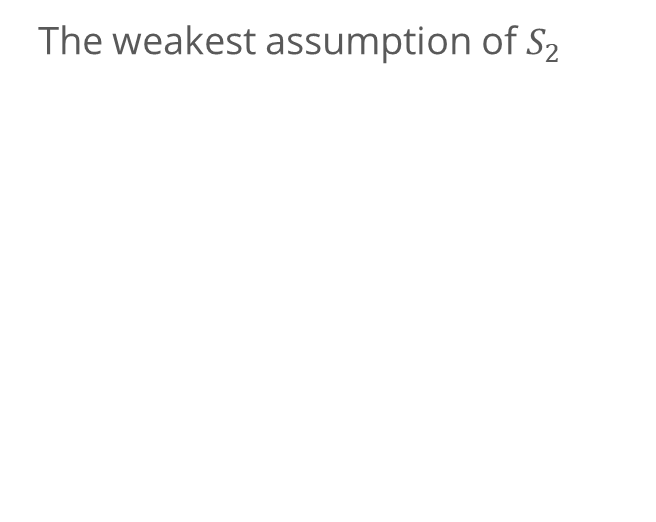 The weakest assumption of S₂